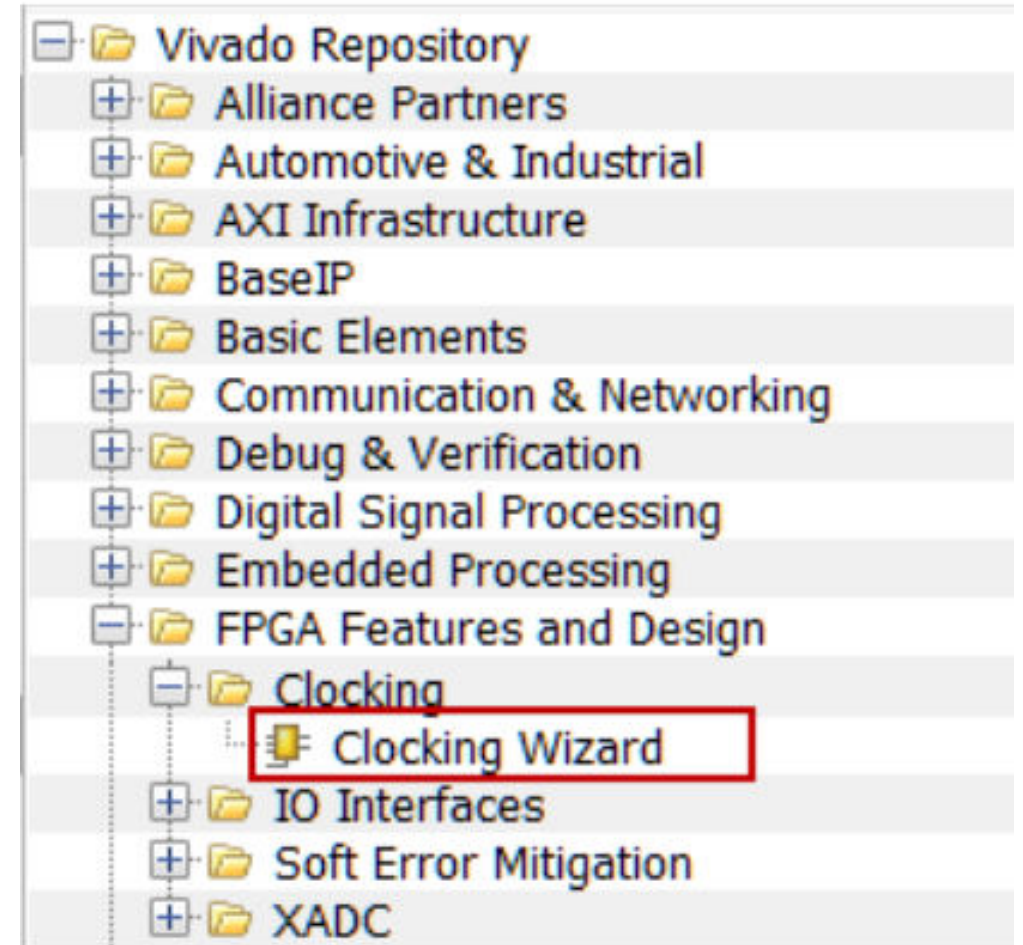 Vivado Repository
Alliance Partners
Automotive & Industrial
AXI Infrastructure
BaseIP
Basic Elements
Communication & Networking
Debug & Verification
Digital Signal Processing
Embedded Processing
FPGA Features and Design
Clocking
Clocking Wizard
IO Interfaces
Soft Error Mitigation
XADC